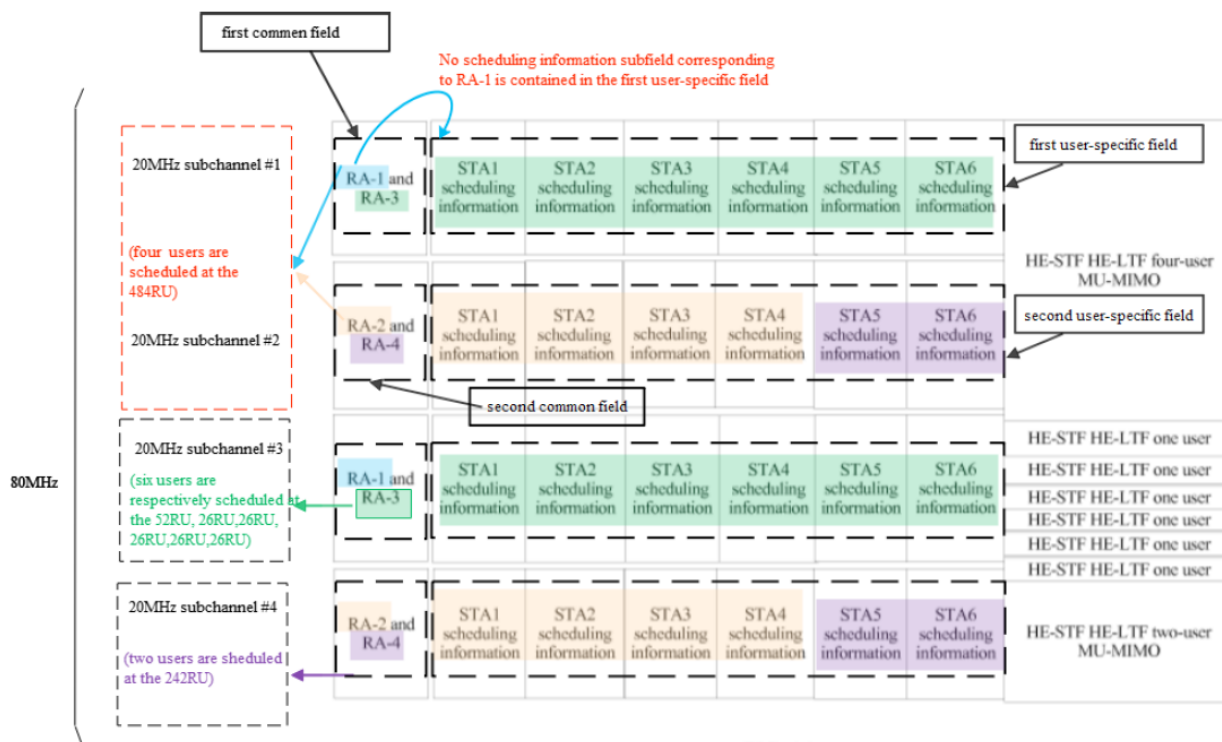 first commen field
No scheduling information subfield corresponding
to RA-1 is contained in the first user-specific field
20MHz subchannel #1
RA-1 and
RA-3
STA1
scheduling
information
STA2
scheduling
information
STA3
scheduling
information
STA4
scheduling
information
STA5
scheduling
information
STA6
scheduling
information
first user-specific field
(four users are
scheduled at the
484RU)
HE-STF HE-LTF four-user
MU-MIMO
20MHz subchannel #2
RA-2 and
RA-4
STA1
scheduling
information
STA2
scheduling
information
STA3
scheduling
information
STA4
scheduling
information
STA5
scheduling
information
STA6
scheduling
information
second user-specific field
second common field
80MHz
20MHz subchannel #3
(six users are
respectively scheduled at
the 52RU, 26RU,26RU,
26RU,26RU,26RU)
RA-1 and
RA-3
STA1
scheduling
information
STA2
scheduling
information
STA3
scheduling
information
STA4
scheduling
information
STA5
scheduling
information
STA6
scheduling
information
HE-STF HE-LTF one user
HE-STF HE-LTF one user
HE-STF HE-LTF one user
HE-STF HE-LTF one user
HE-STF HE-LTF one user
HE-STF HE-LTF one user
20MHz subchannel #4
(two users are sheduled
at the 242RU)
RA-2 and
RA-4
STA1
scheduling
information
STA2
scheduling
information
STA3
scheduling
information
STA4
scheduling
information
STA5
scheduling
information
STA6
scheduling
information
HE-STF HE-LTF two-user
MU-MIMO